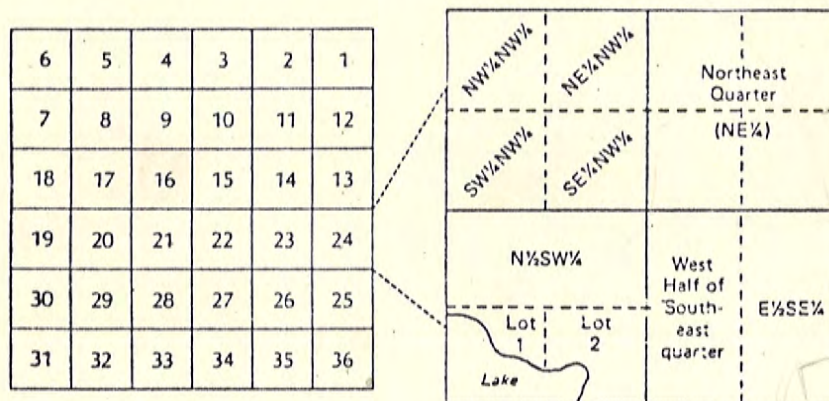 6 5 4 3 2 1
7 8 9 10 11 12
18 17 16 15 14 13
19 20 21 22 23 24
30 29 28 27 26 25
31 32 33 34 35 36
NW¼NW¼
NE¼NW¼
Northeast
Quarter
(NE¼)
SW¼NW¼
SE¼NW¼
N½SW¼
West
Half of
South-
east
quarter
E½SE¼
Lot
1
Lot
2
Lake